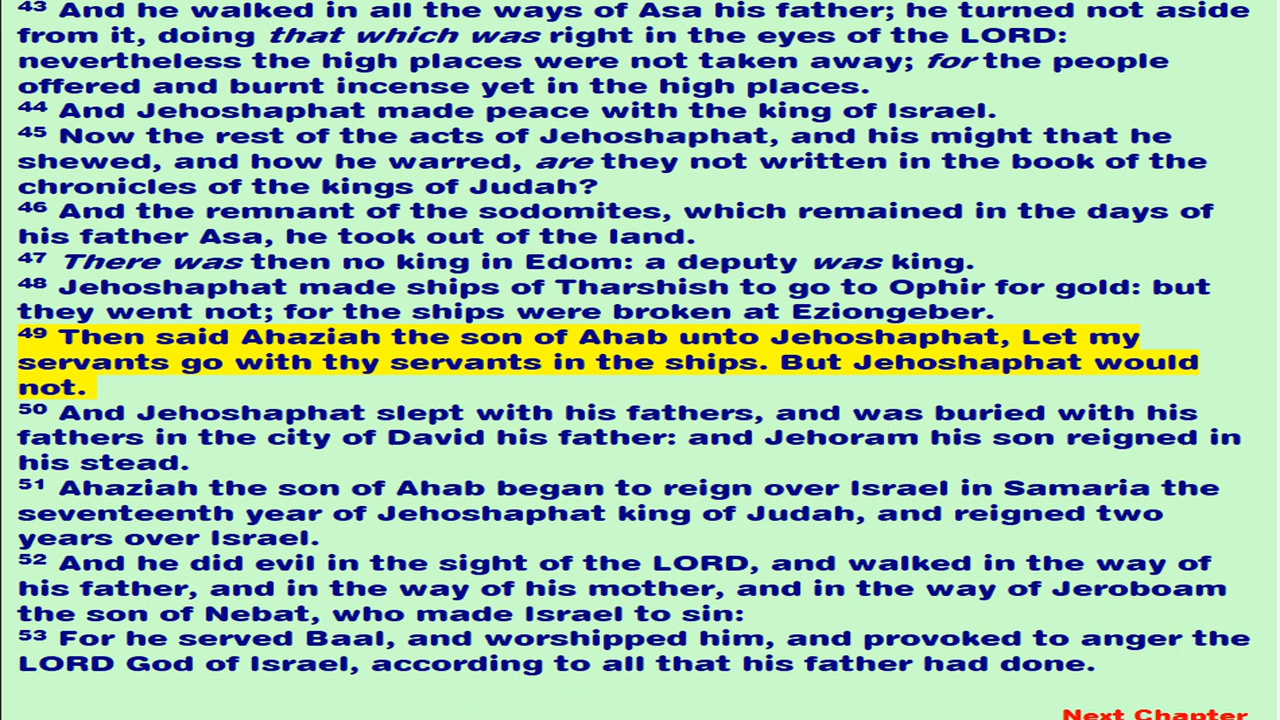 43 And he walked in all the ways of Asa his father; he turned not aside
from it, doing that which was right in the eyes of the LORD:
nevertheless the high places were not taken away; for the people
offered and burnt incense yet in the high places.
44 And Jehoshaphat made peace with the king of Israel.
45 Now the rest of the acts of Jehoshaphat, and his might that he
shewed, and how he warred, are they not written in the book of the
chronicles of the kings of Judah?
46 And the remnant of the sodomites, which remained in the days of
his father Asa, he took out of the land.
47 There was then no king in Edom: a deputy was king.
48 Jehoshaphat made ships of Tharshish to go to Ophir for gold: but
they went not; for the ships were broken at Eziongeber.
49 Then said Ahaziah the son of Ahab unto Jehoshaphat, Let my
servants go with thy servants in the ships. But Jehoshaphat would
not.
50 And Jehoshaphat slept with his fathers, and was buried with his
fathers in the city of David his father: and Jehoram his son reigned in
his stead.
51 Ahaziah the son of Ahab began to reign over Israel in Samaria the
seventeenth year of Jehoshaphat king of Judah, and reigned two
years over Israel.
52 And he did evil in the sight of the LORD, and walked in the way of
his father, and in the way of his mother, and in the way of Jeroboam
the son of Nebat, who made Israel to sin:
53 For he served Baal, and worshipped him, and provoked to anger the
LORD God of Israel, according to all that his father had done.
Next Chapter